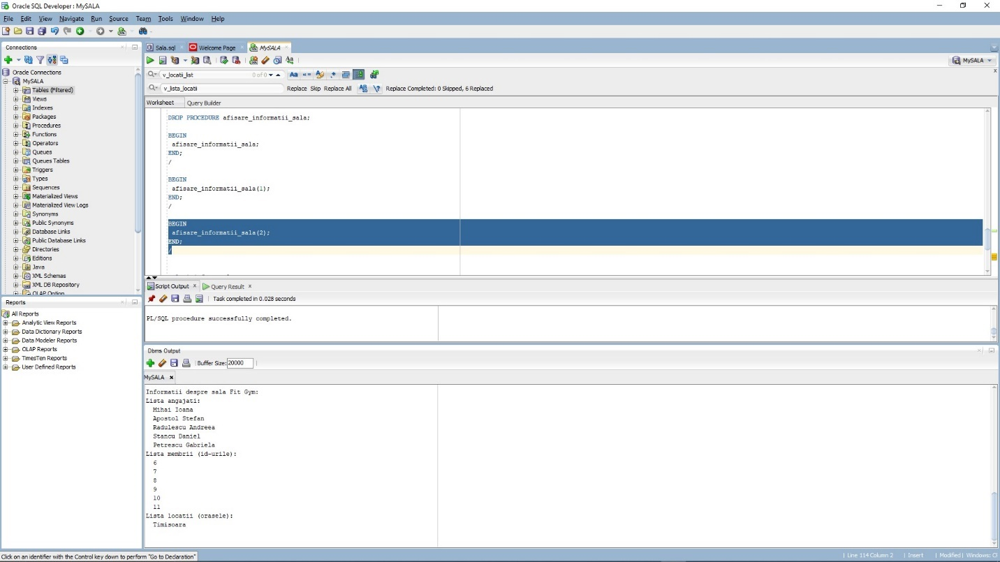 Oracle SQL Developer : MySALA
File Edit View Navigate Run Source Team Tools Window Help
Connections
Oracle Connections
MySALA
Tables (Filtered)
Views
Indexes
Packages
Procedures
Functions
Operators
Queues
Queues Tables
Triggers
Types
Sequences
Materialized Views
Materialized View Logs
Synonyms
Public Synonyms
Database Links
Public Database Links
Directories
Editions
Java
XML Schemas
XML DB Repository
OLAP Option
Reports
All Reports
Analytic View Reports
Data Dictionary Reports
Data Modeler Reports
OLAP Reports
TimesTen Reports
User Defined Reports
Sala.sql Welcome Page MySALA
MySALA
v_locatii_list 0 of 0
v_lista_locatii Replace Skip Replace All Replace Completed: 0 Skipped, 6 Replaced
Worksheet Query Builder
DROP PROCEDURE afisare_informatii_sala;
BEGIN
afisare_informatii_sala;
END;
/
BEGIN
afisare_informatii_sala(1);
END;
/
BEGIN
afisare_informatii_sala(2);
END;
/
Script Output Query Result
Task completed in 0.028 seconds
PL/SQL procedure successfully completed.
Dbms Output
Buffer Size: 20000
MySALA
Informatii despre sala Fit Gym:
Lista angajati:
Mihai Ioana
Apostol Stefan
Radulescu Andreea
Stancu Daniel
Petrescu Gabriela
Lista membrii (id-urile):
6
7
8
9
10
11
Lista locatii (orasele):
Timisoara
Click on an identifier with the Control key down to perform "Go to Declaration"
Line 114 Column 2 | Insert | Modified | Windows: Cl